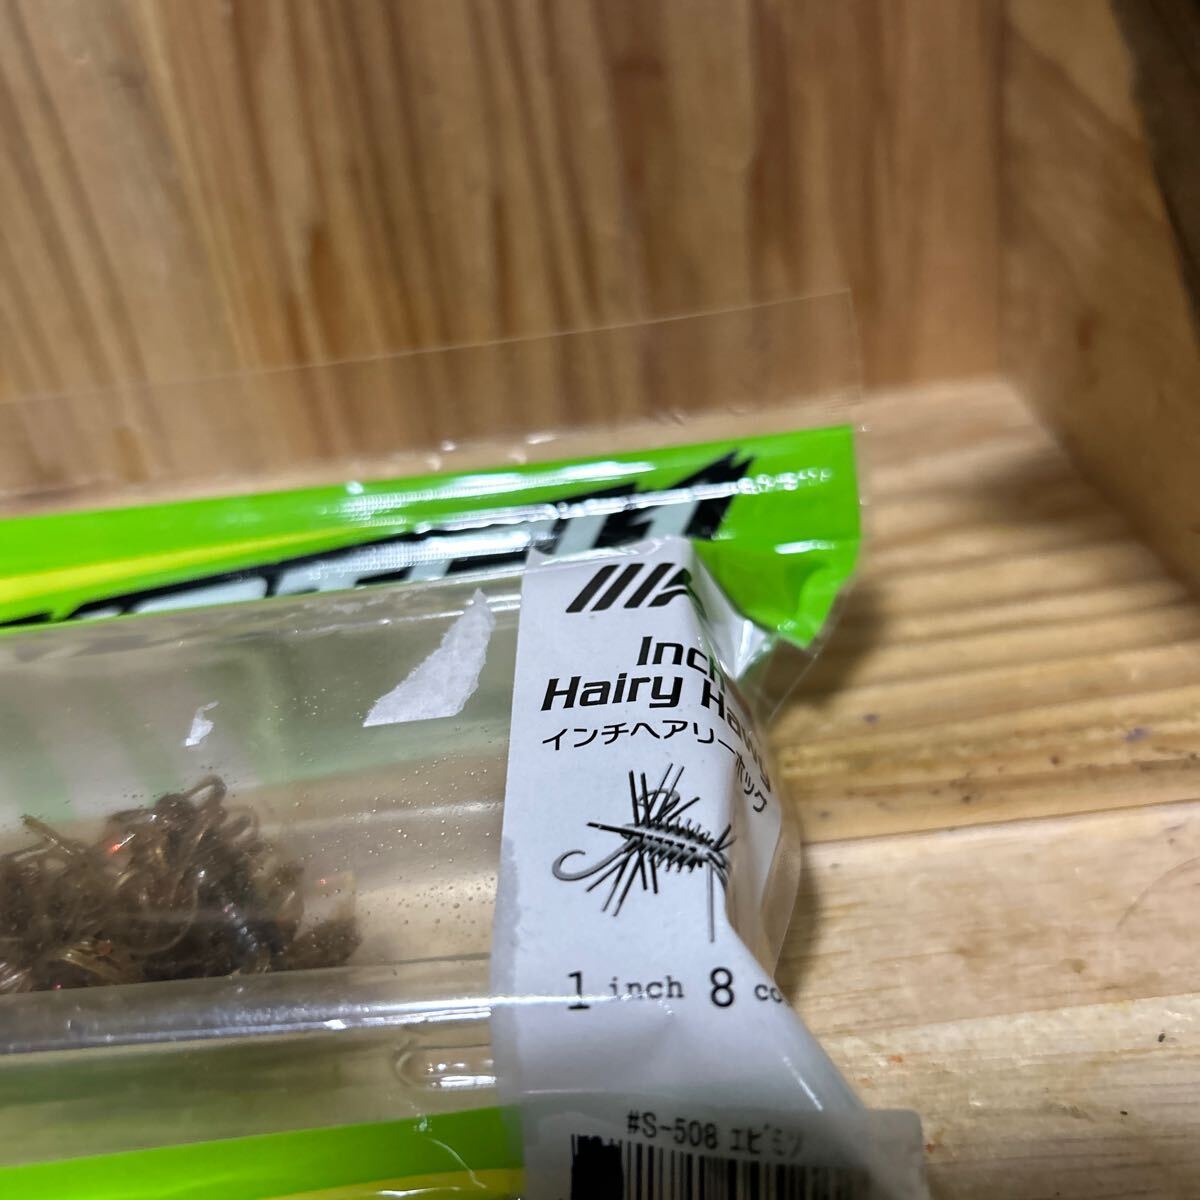 Inch
Hairy Hawg
インチヘアリーホッグ
1 inch 8 co
#S-508 エビミソ